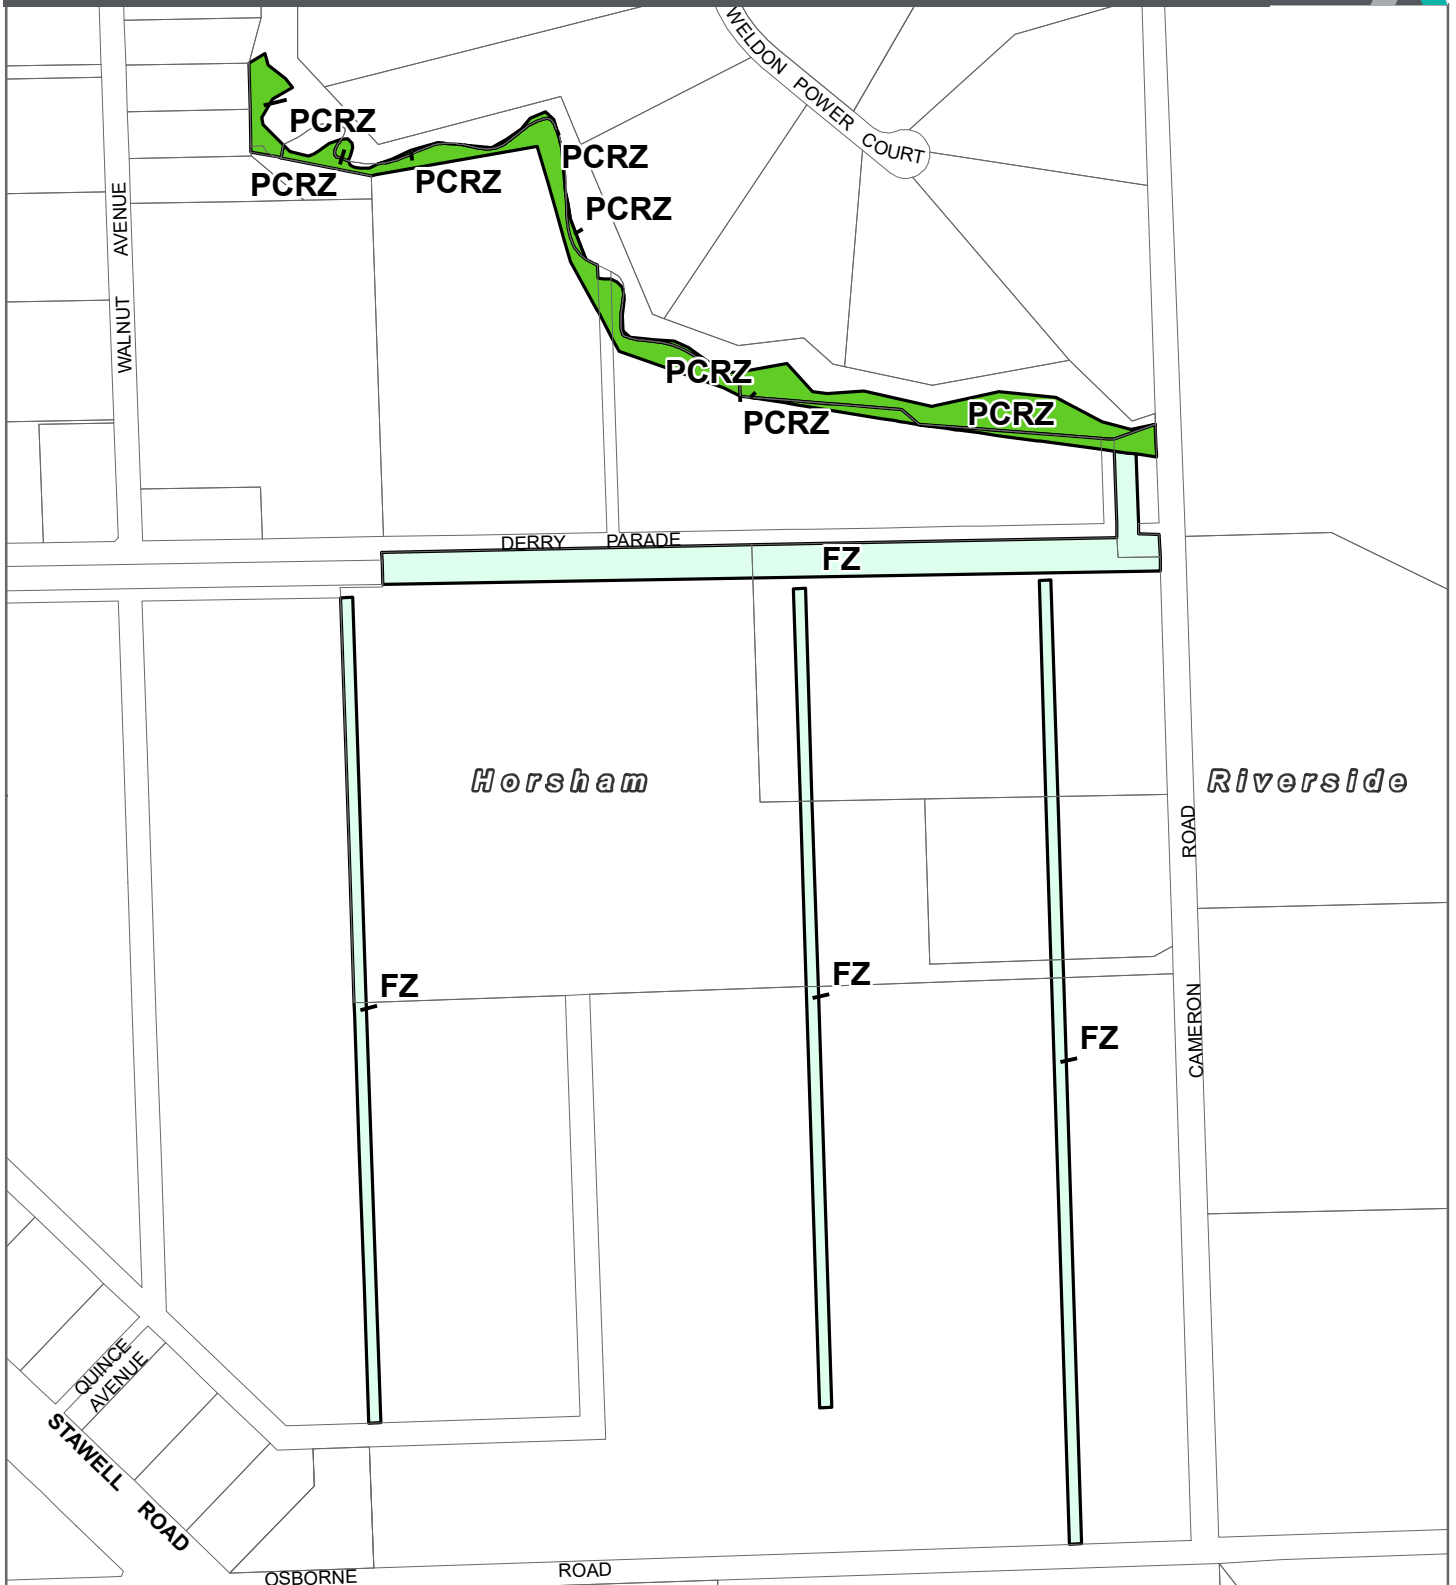 WELDON POWER COURT
PCRZ
PCRZ
PCRZ
PCRZ
PCRZ
WALNUT AVENUE
PCRZ
PCRZ
PCRZ
DERRY PARADE
FZ
Horsham
Riverside
CAMERON ROAD
FZ
FZ
FZ
QUINCE
AVENUE
STAWELL ROAD
OSBORNE ROAD